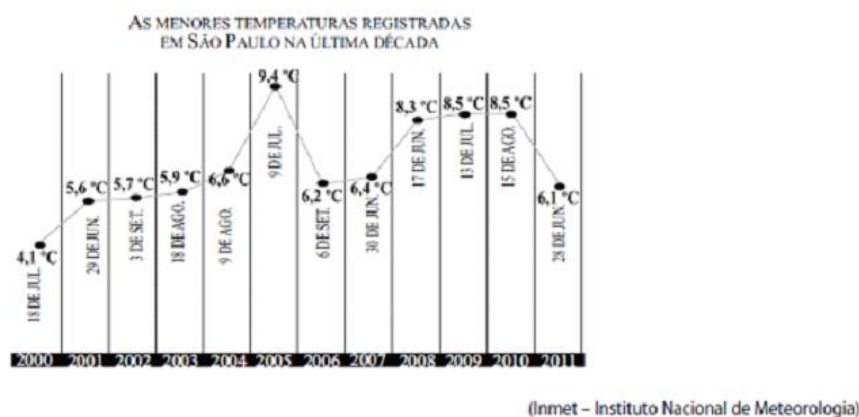 AS MENORES TEMPERATURAS REGISTRADAS
EM SÃO PAULO NA ÚLTIMA DÉCADA
4,1 °C
18 DE JUL.
5,6 °C
29 DE JUN.
5,7 °C
3 DE SET.
5,9 °C
18 DE AGO.
6,6 °C
9 DE AGO.
9,4 °C
9 DE JUL.
6,2 °C
6 DE SET.
6,4 °C
30 DE JUN.
8,3 °C
17 DE JUN.
8,5 °C
13 DE JUL.
8,5 °C
15 DE AGO.
6,1 °C
28 DE JUN.
2000 2001 2002 2003 2004 2005 2006 2007 2008 2009 2010 2011
(Inmet – Instituto Nacional de Meteorologia)